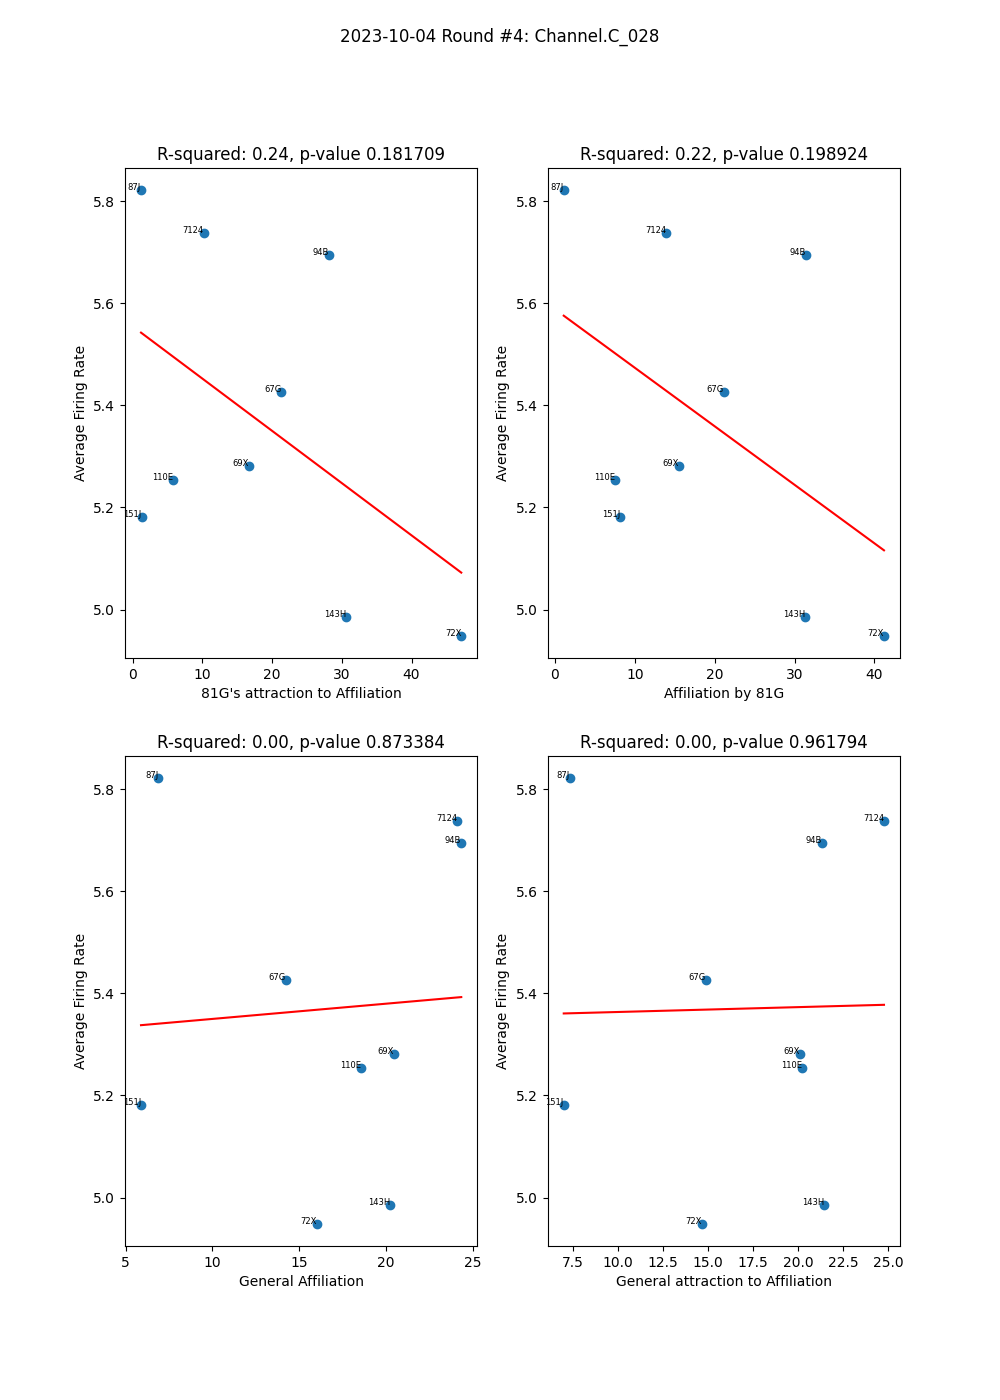 2023-10-04 Round #4: Channel.C_028
R-squared: 0.24, p-value 0.181709
Average Firing Rate
5.8
5.6
5.4
5.2
5.0
87J
7124
94B
67G
69X
110E
151J
143H
72X
0 10 20 30 40
81G's attraction to Affiliation
R-squared: 0.22, p-value 0.198924
Average Firing Rate
5.8
5.6
5.4
5.2
5.0
87J
7124
94B
67G
69X
110E
151J
143H
72X
0 10 20 30 40
Affiliation by 81G
R-squared: 0.00, p-value 0.873384
Average Firing Rate
5.8
5.6
5.4
5.2
5.0
87J
7124
94B
67G
69X
110E
151J
143H
72X
5 10 15 20 25
General Affiliation
R-squared: 0.00, p-value 0.961794
Average Firing Rate
5.8
5.6
5.4
5.2
5.0
87J
7124
94B
67G
69X
110E
151J
143H
72X
7.5 10.0 12.5 15.0 17.5 20.0 22.5 25.0
General attraction to Affiliation